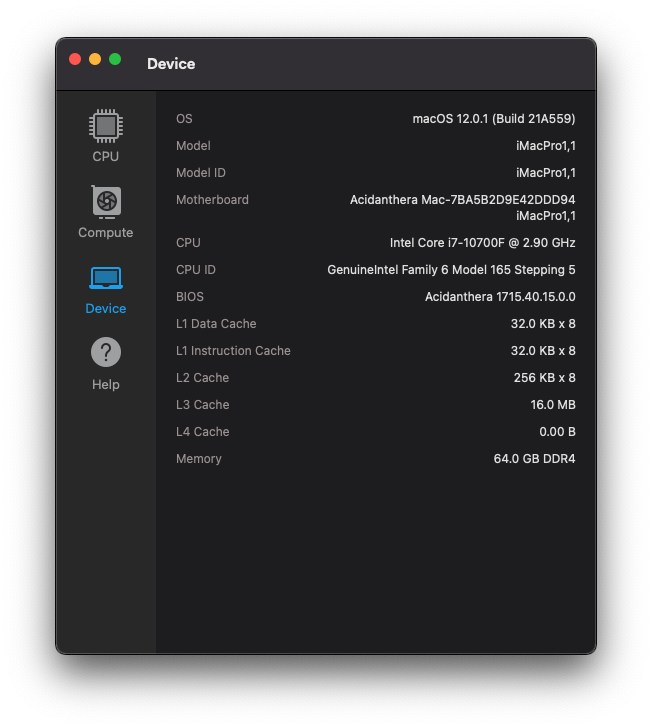 Device
CPU
Compute
Device
Help
OS macOS 12.0.1 (Build 21A559)
Model iMacPro1,1
Model ID iMacPro1,1
Motherboard Acidanthera Mac-7BA5B2D9E42DDD94
iMacPro1,1
CPU Intel Core i7-10700F @ 2.90 GHz
CPU ID GenuineIntel Family 6 Model 165 Stepping 5
BIOS Acidanthera 1715.40.15.0.0
L1 Data Cache 32.0 KB x 8
L1 Instruction Cache 32.0 KB x 8
L2 Cache 256 KB x 8
L3 Cache 16.0 MB
L4 Cache 0.00 B
Memory 64.0 GB DDR4